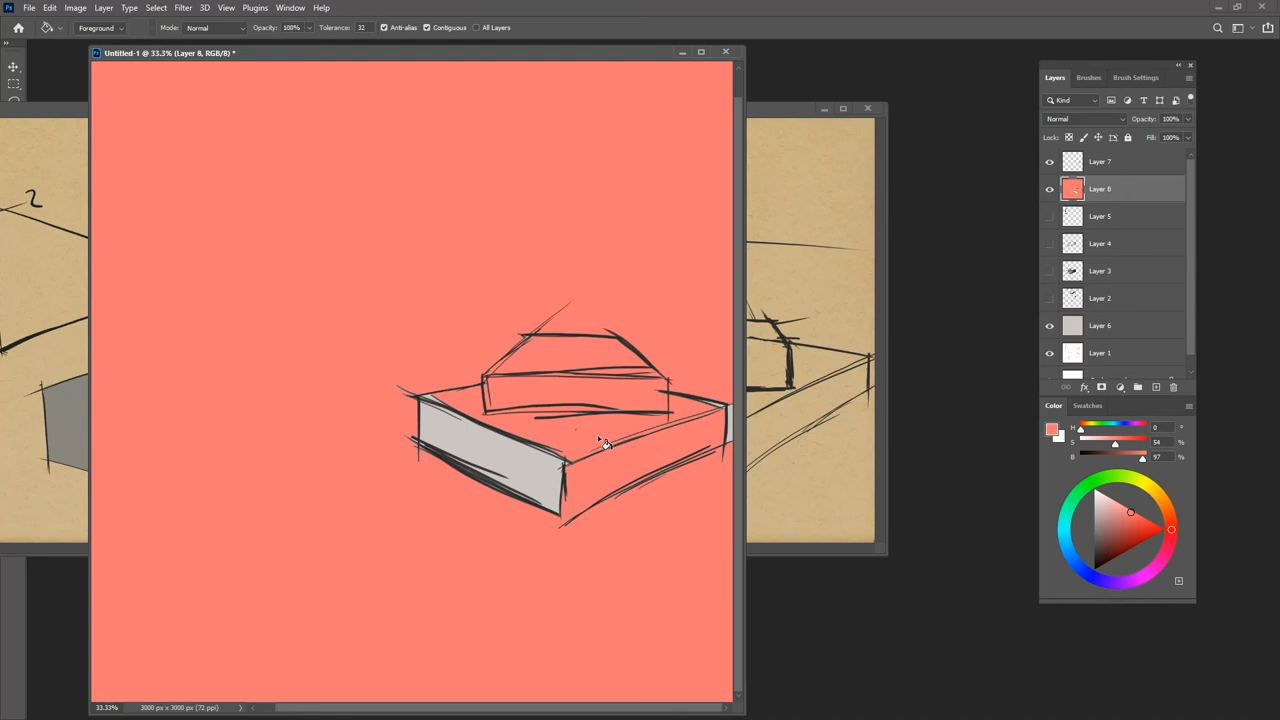 Ps File Edit Image Layer Type Select Filter 3D View Plugins Window Help
Foreground Mode: Normal Opacity: 100% Tolerance: 32 Anti-alias Contiguous All Layers
Ps Untitled-1 @ 33.3% (Layer 8, RGB/8) *
2
Layers Brushes Brush Settings
Kind
Normal Opacity: 100%
Lock: Fill: 100%
Layer 7
Layer 8
Layer 5
Layer 4
Layer 3
Layer 2
Layer 6
Layer 1
fx
Color Swatches
H 0 °
S 54 %
B 97 %
33.33% 3000 px x 3000 px (72 ppi)